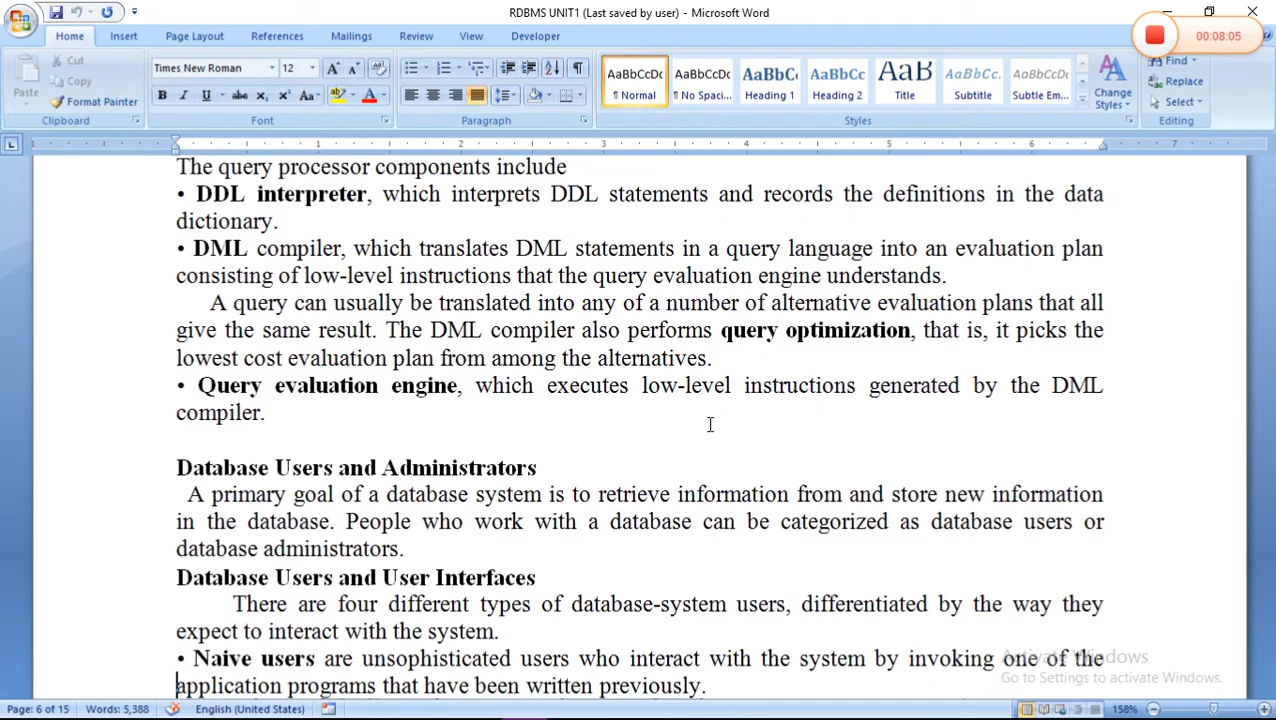 RDBMS UNIT1 (Last saved by user) - Microsoft Word
00:08:05
Home Insert Page Layout References Mailings Review View Developer
Paste
Cut
Copy
Format Painter
Clipboard
Times New Roman 12
Font
Paragraph
AaBbCcDc AaBbCcDc AaBbCc AaBbCc AaB AaBbCc. AaBbCcDc
¶ Normal ¶ No Spaci... Heading 1 Heading 2 Title Subtitle Subtle Em...
Change Styles
Styles
Find
Replace
Select
Editing
1 1 2 3 4 5 6 7
The query processor components include
• DDL interpreter, which interprets DDL statements and records the definitions in the data
dictionary.
• DML compiler, which translates DML statements in a query language into an evaluation plan
consisting of low-level instructions that the query evaluation engine understands.
A query can usually be translated into any of a number of alternative evaluation plans that all
give the same result. The DML compiler also performs query optimization, that is, it picks the
lowest cost evaluation plan from among the alternatives.
• Query evaluation engine, which executes low-level instructions generated by the DML
compiler.
Database Users and Administrators
A primary goal of a database system is to retrieve information from and store new information
in the database. People who work with a database can be categorized as database users or
database administrators.
Database Users and User Interfaces
There are four different types of database-system users, differentiated by the way they
expect to interact with the system.
• Naive users are unsophisticated users who interact with the system by invoking one of the
application programs that have been written previously.
Activate Windows
Go to Settings to activate Windows.
Page: 6 of 15 Words: 5,388 English (United States) 158%